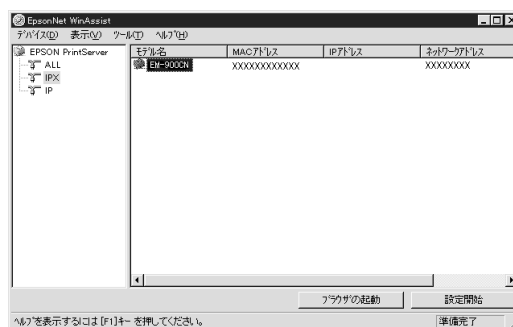 EpsonNet WinAssist
ﾃﾞﾊﾞｲｽ(D) 表示(V) ﾂｰﾙ(T) ﾍﾙﾌﾟ(H)
EPSON PrintServer
ALL
IPX
IP
ﾓﾃﾞﾙ名 MACｱﾄﾞﾚｽ IPｱﾄﾞﾚｽ ﾈｯﾄﾜｰｸｱﾄﾞﾚｽ
EM-900CN XXXXXXXXXXXX XXXXXXXX
ﾌﾞﾗｳｻﾞの起動 設定開始
ﾍﾙﾌﾟを表示するには [F1]ｷｰ を押してください。 準備完了